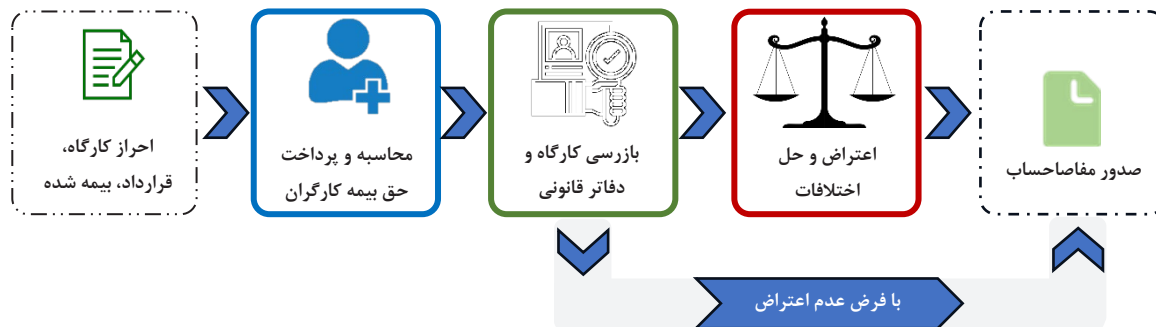 احراز کارگاه،
قرارداد، بیمه شده
محاسبه و پرداخت
حق بیمه کارگران
بازرسی کارگاه و
دفاتر قانونی
اعتراض و حل
اختلافات
صدور مفاصاحساب
با فرض عدم اعتراض